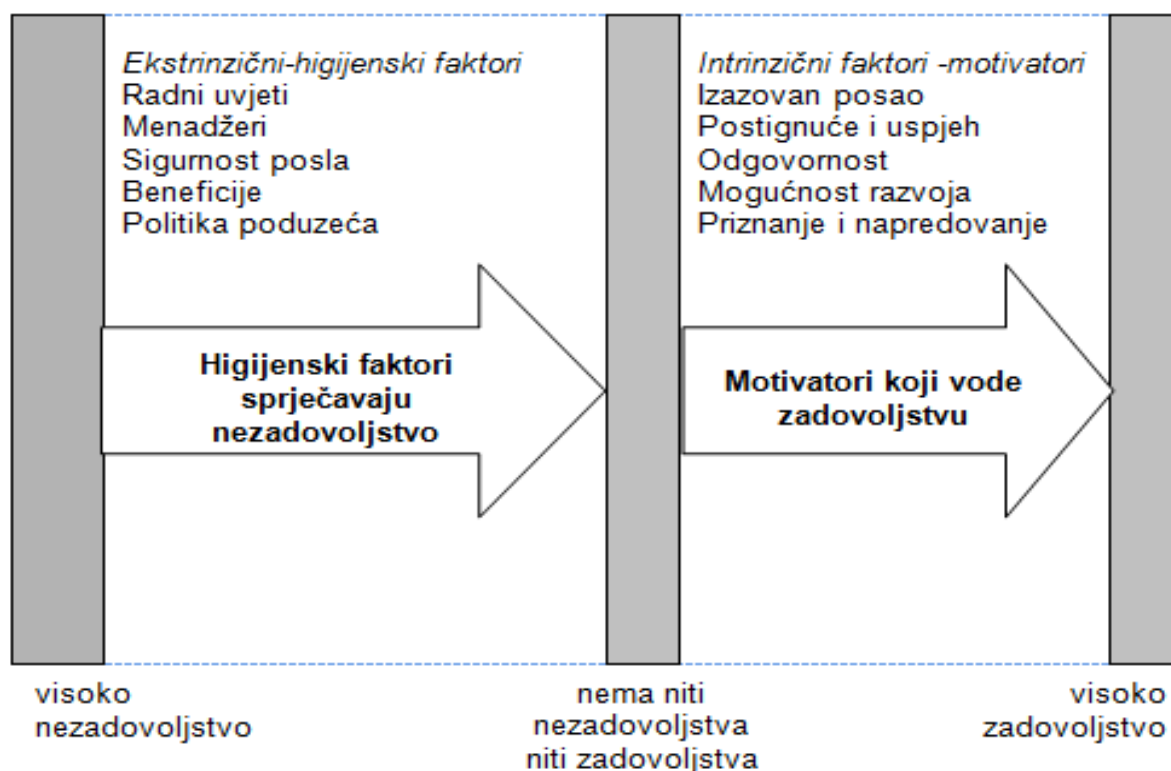 Ekstrinzični-higijenski faktori
Radni uvjeti
Menadžeri
Sigurnost posla
Beneficije
Politika poduzeća
Intrinzični faktori -motivatori
Izazovan posao
Postignuće i uspjeh
Odgovornost
Mogućnost razvoja
Priznanje i napredovanje
Higijenski faktori
sprječavaju
nezadovoljstvo
Motivatori koji vode
zadovoljstvu
visoko
nezadovoljstvo
nema niti
nezadovoljstva
niti zadovoljstva
visoko
zadovoljstvo